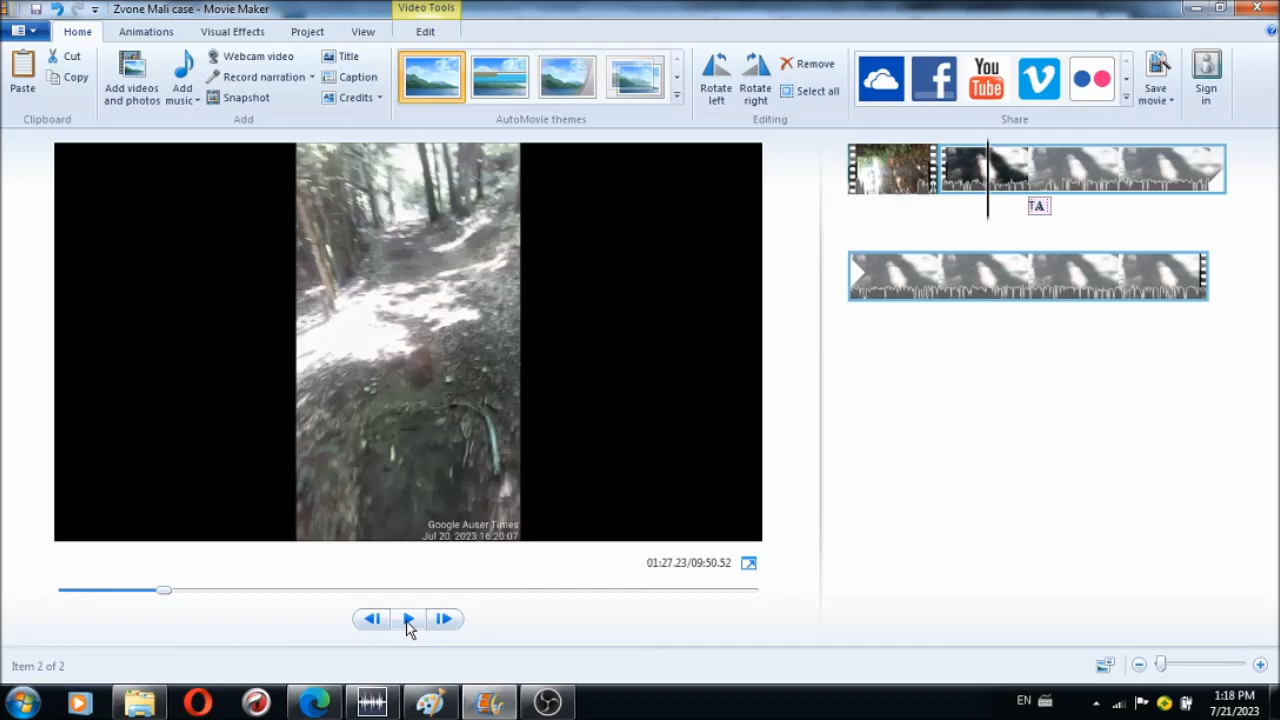 Zvone Mali case - Movie Maker
Video Tools
Home
Animations
Visual Effects
Project
View
Edit
Paste
Cut
Copy
Clipboard
Add videos
and photos
Add
music
Webcam video
Record narration
Snapshot
Title
Caption
Credits
Add
AutoMovie themes
Rotate
left
Rotate
right
Remove
Select all
Editing
You
Tube
Share
Save
movie
Sign
in
A
Google Auser Times
Jul 20, 2023 16:20:07
01:27.23/09:50.52
Item 2 of 2
EN
1:18 PM
7/21/2023